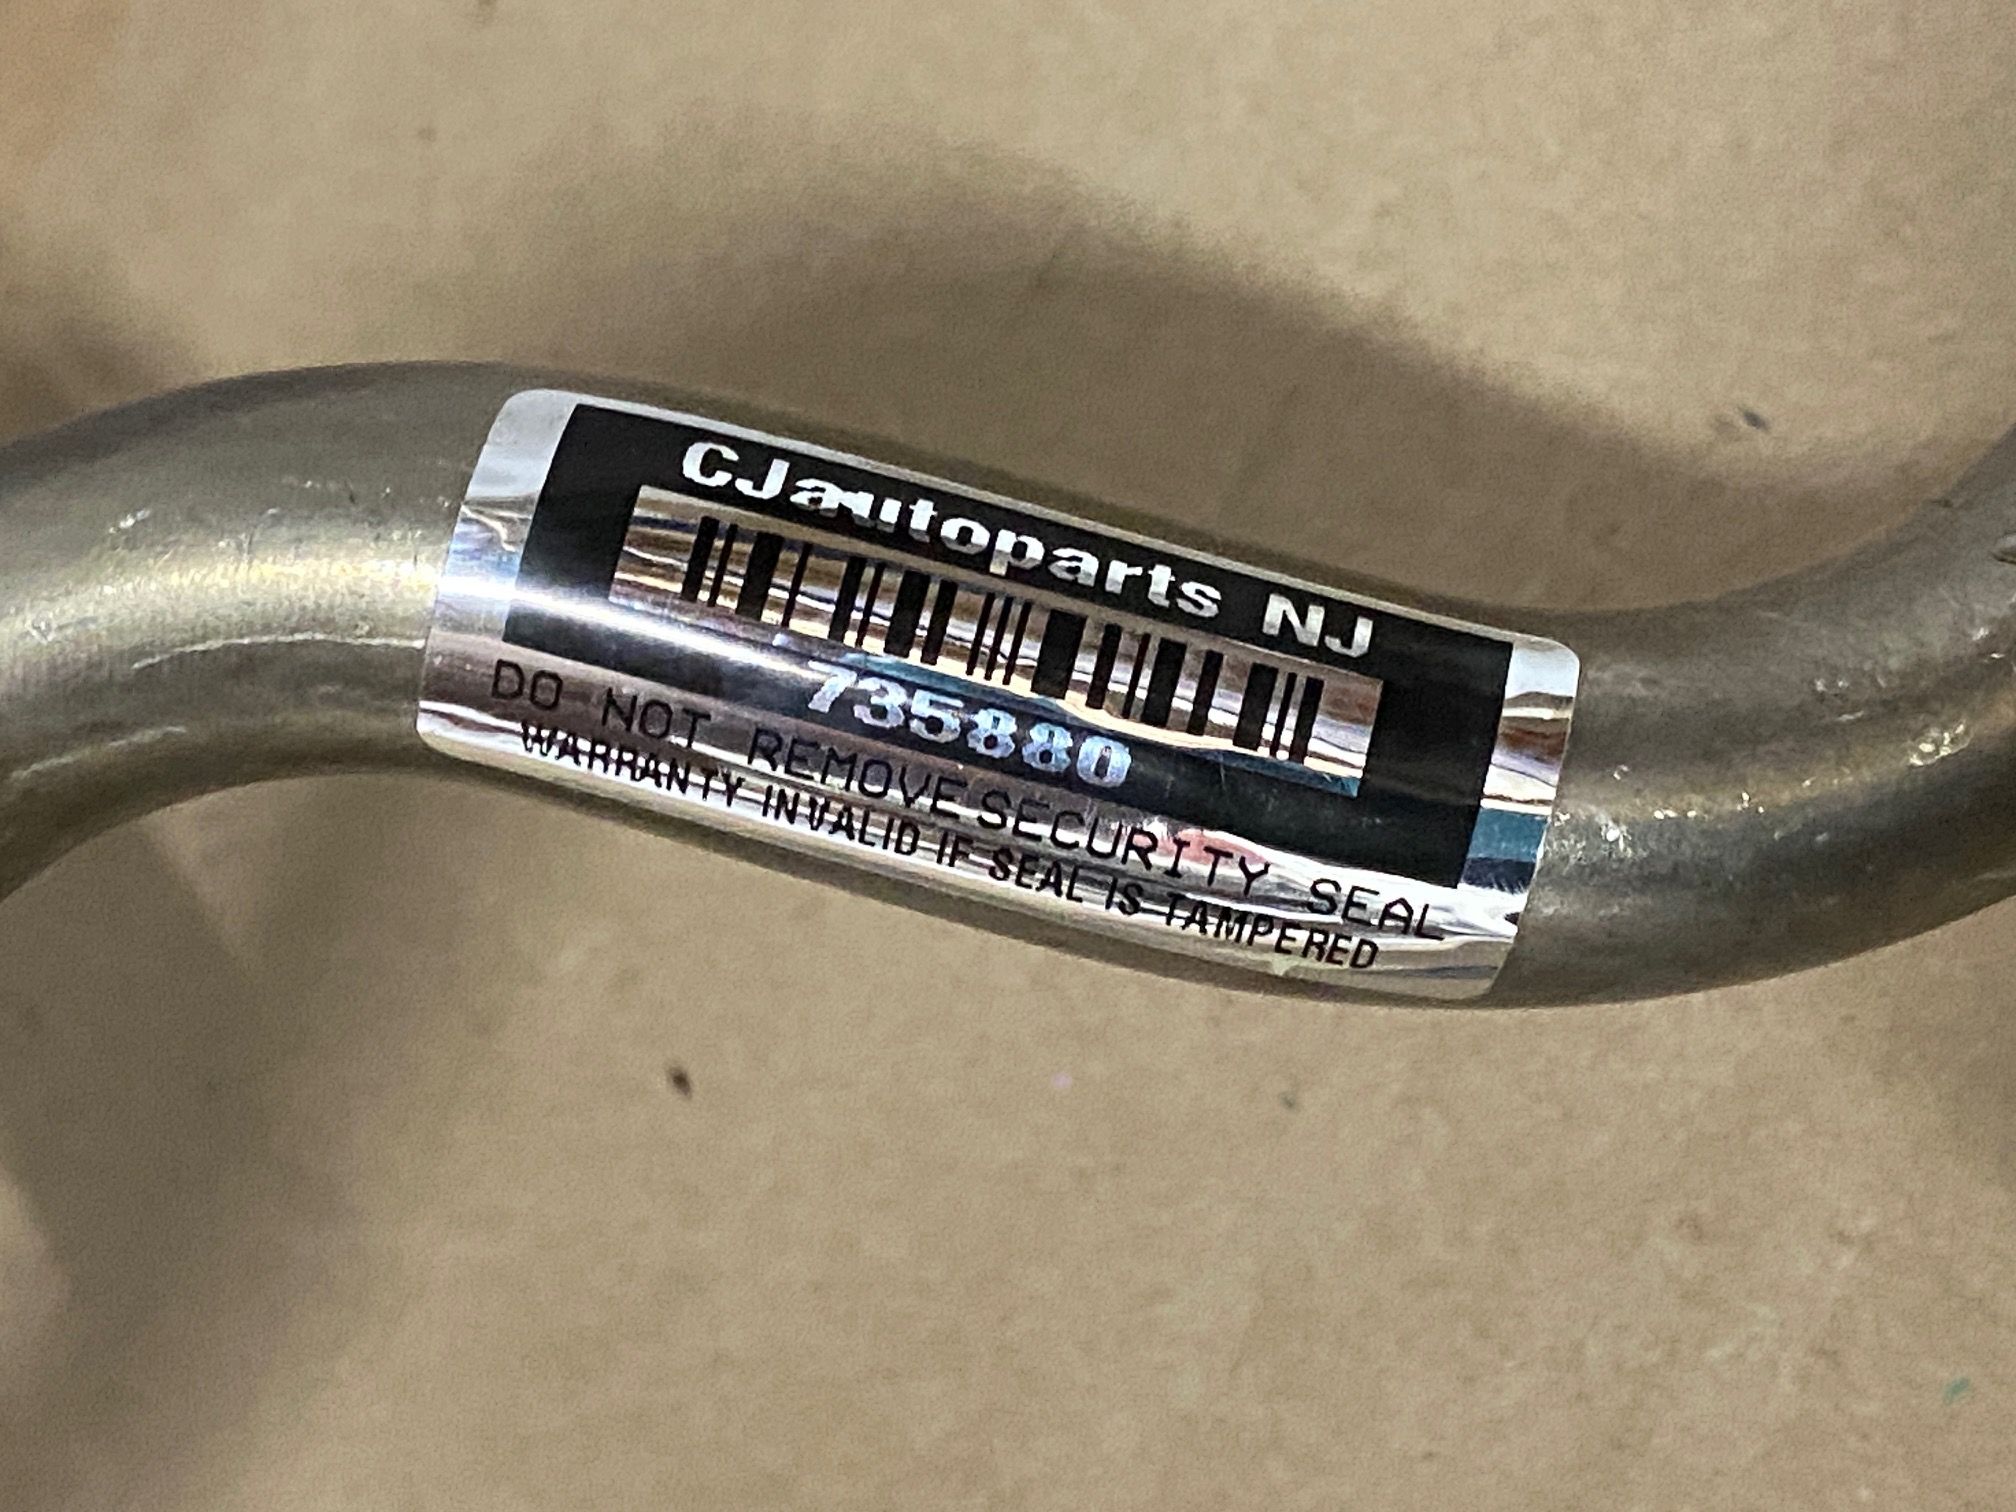 CJautoparts NJ
735880
DO NOT REMOVE SECURITY SEAL
WARRANTY INVALID IF SEAL IS TAMPERED